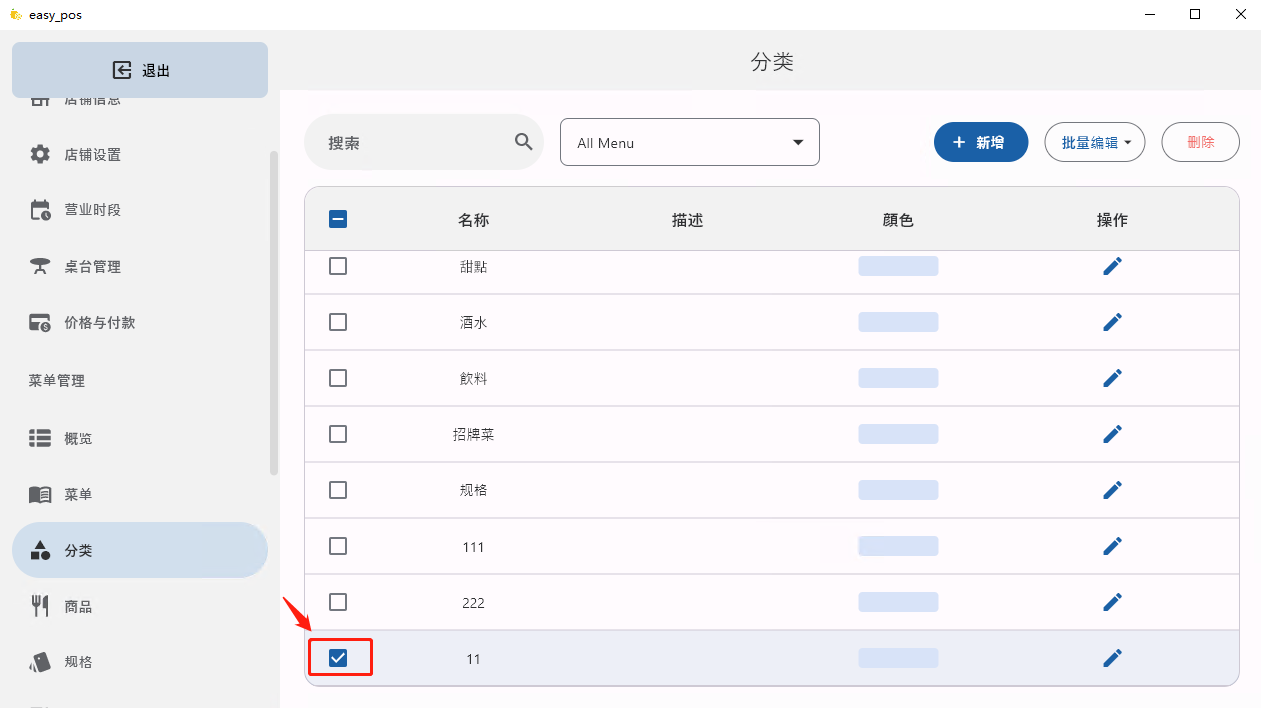 easy_pos
退出
分类
店铺信息
店铺设置
营业时段
桌台管理
价格与付款
菜单管理
概览
菜单
分类
商品
规格
搜索
All Menu
新增
批量编辑
删除
名称 描述 顔色 操作
甜點
酒水
飲料
招牌菜
规格
111
222
11